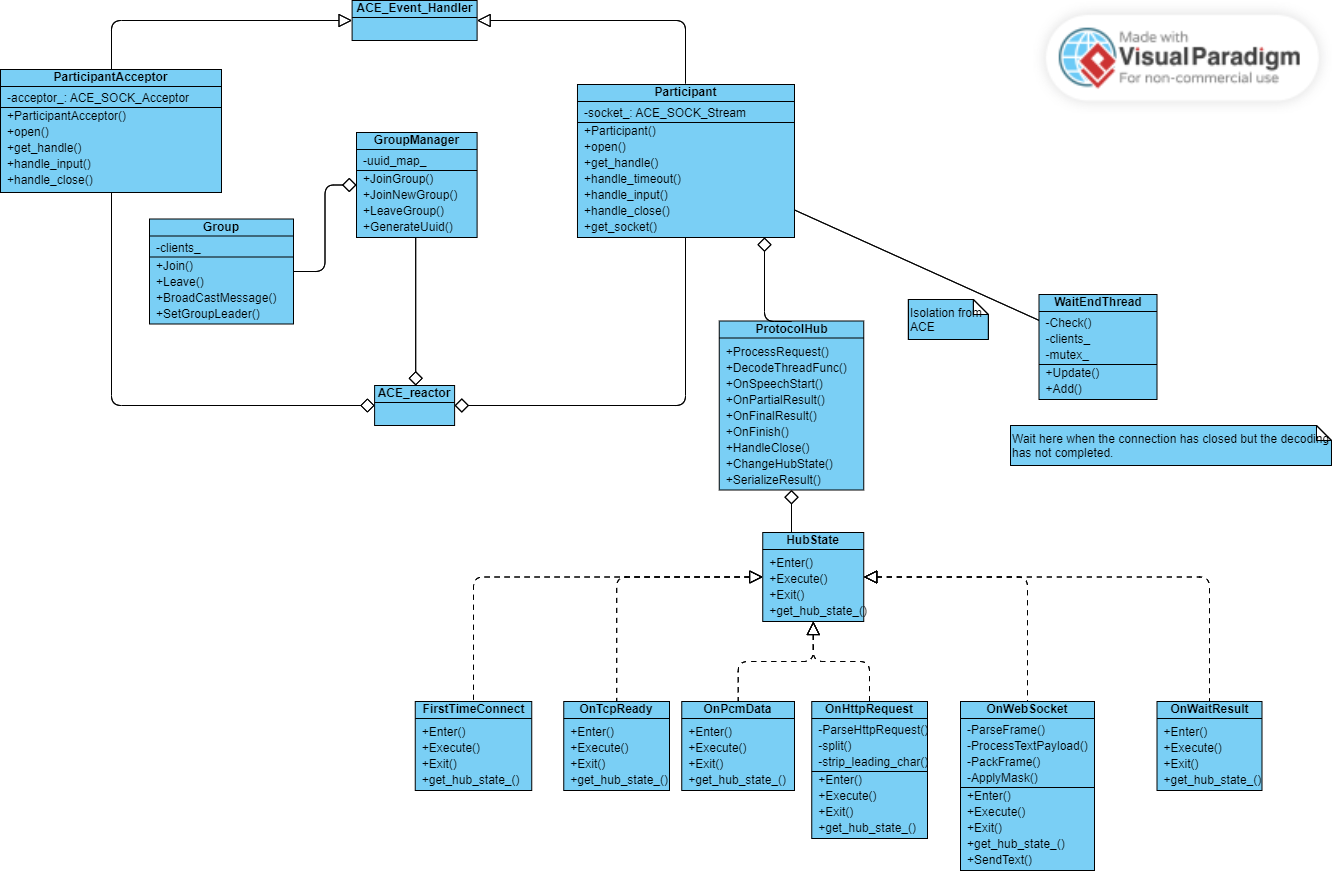 ACE_Event_Handler
Made with
VisualParadigm
For non-commercial use
ParticipantAcceptor
-acceptor_: ACE_SOCK_Acceptor
+ParticipantAcceptor()
+open()
+get_handle()
+handle_input()
+handle_close()
Participant
-socket_: ACE_SOCK_Stream
+Participant()
+open()
+get_handle()
+handle_timeout()
+handle_input()
+handle_close()
+get_socket()
GroupManager
-uuid_map_
+JoinGroup()
+JoinNewGroup()
+LeaveGroup()
+GenerateUuid()
Group
-clients_
+Join()
+Leave()
+BroadCastMessage()
+SetGroupLeader()
Isolation from
ACE
WaitEndThread
-Check()
-clients_
-mutex_
+Update()
+Add()
ProtocolHub
+ProcessRequest()
+DecodeThreadFunc()
+OnSpeechStart()
+OnPartialResult()
+OnFinalResult()
+OnFinish()
+HandleClose()
+ChangeHubState()
+SerializeResult()
ACE_reactor
Wait here when the connection has closed but the decoding
has not completed.
HubState
+Enter()
+Execute()
+Exit()
+get_hub_state_()
FirstTimeConnect
+Enter()
+Execute()
+Exit()
+get_hub_state_()
OnTcpReady
+Enter()
+Execute()
+Exit()
+get_hub_state_()
OnPcmData
+Enter()
+Execute()
+Exit()
+get_hub_state_()
OnHttpRequest
-ParseHttpRequest()
-split()
-strip_leading_char()
+Enter()
+Execute()
+Exit()
+get_hub_state_()
OnWebSocket
-ParseFrame()
-ProcessTextPayload()
-PackFrame()
-ApplyMask()
+Enter()
+Execute()
+Exit()
+get_hub_state_()
+SendText()
OnWaitResult
+Enter()
+Execute()
+Exit()
+get_hub_state_()